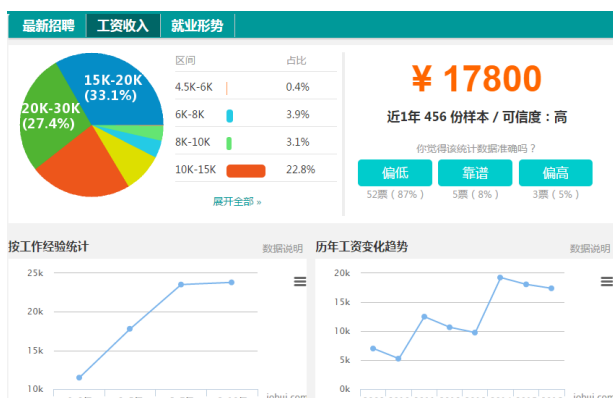 最新招聘 工资收入 就业形势
区间 占比
4.5K-6K 0.4%
6K-8K 3.9%
8K-10K 3.1%
10K-15K 22.8%
展开全部 »
15K-20K
(33.1%)
20K-30K
(27.4%)
¥ 17800
近1年 456 份样本 / 可信度：高
你觉得该统计数据准确吗？
偏低 靠谱 偏高
52票 ( 87% ) 5票 ( 8% ) 3票 ( 5% )
按工作经验统计 数据说明
25k
20k
15k
10k
历年工资变化趋势 数据说明
20k
15k
10k
5k
0k